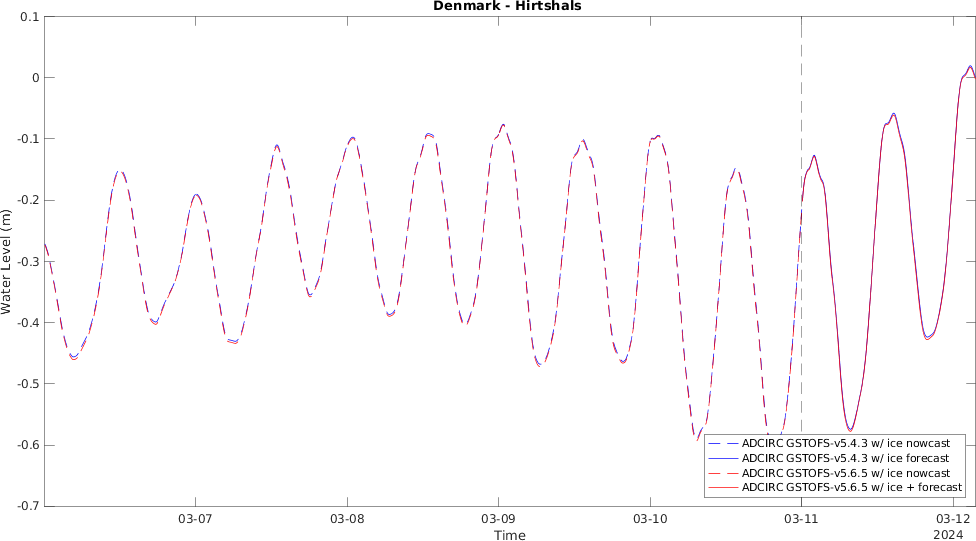 Denmark - Hirtshals
0.1
0
-0.1
-0.2
-0.3
-0.4
-0.5
-0.6
-0.7
Water Level (m)
ADCIRC GSTOFS-v5.4.3 w/ ice nowcast
ADCIRC GSTOFS-v5.4.3 w/ ice forecast
ADCIRC GSTOFS-v5.6.5 w/ ice nowcast
ADCIRC GSTOFS-v5.6.5 w/ ice + forecast
03-07 03-08 03-09 03-10 03-11 03-12
Time
2024